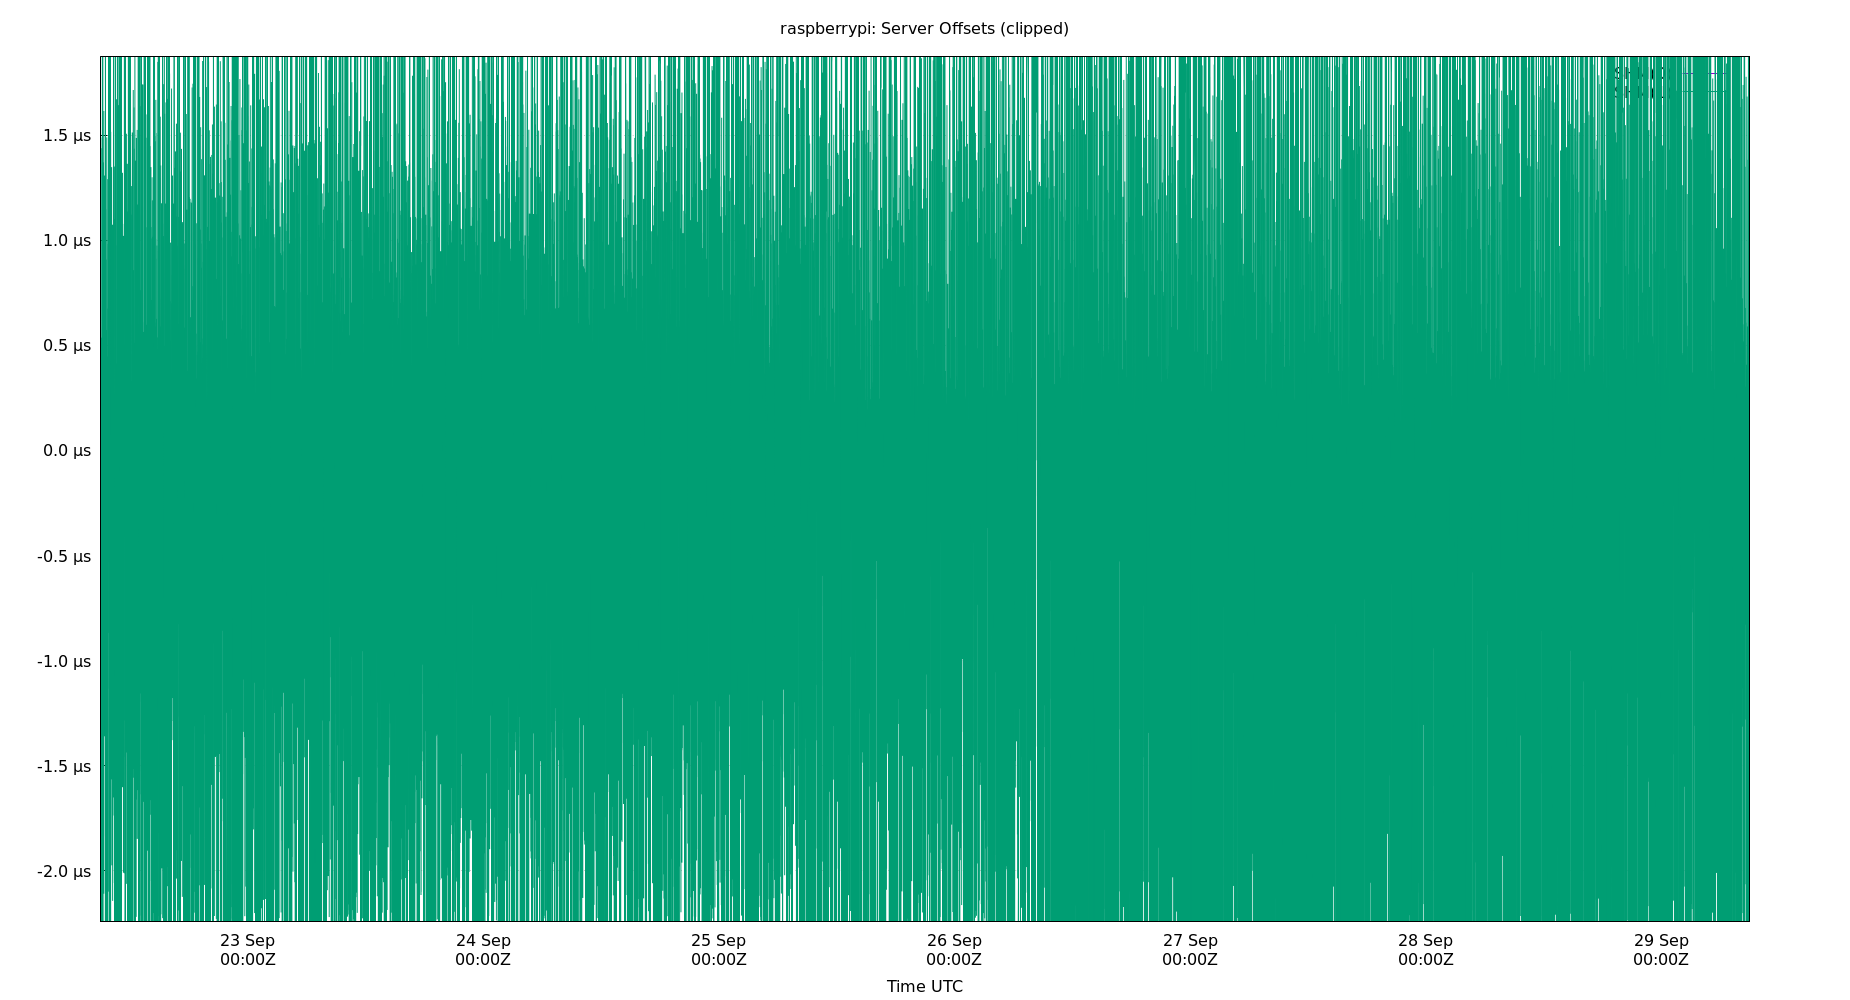 raspberrypi: Server Offsets (clipped)
1.5 µs
1.0 µs
0.5 µs
0.0 µs
-0.5 µs
-1.0 µs
-1.5 µs
-2.0 µs
23 Sep 24 Sep 25 Sep 26 Sep 27 Sep 28 Sep 29 Sep
00:00Z 00:00Z 00:00Z 00:00Z 00:00Z 00:00Z 00:00Z
Time UTC